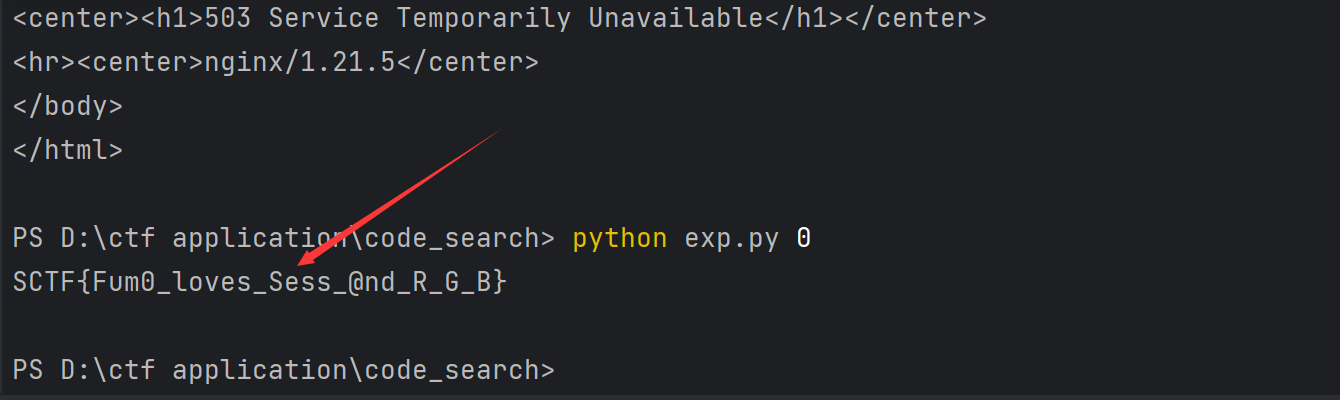 <center><h1>503 Service Temporarily Unavailable</h1></center>
<hr><center>nginx/1.21.5</center>
</body>
</html>
PS D:\ctf application\code_search> python exp.py 0
SCTF{Fum0_loves_Sess_@nd_R_G_B}
PS D:\ctf application\code_search>